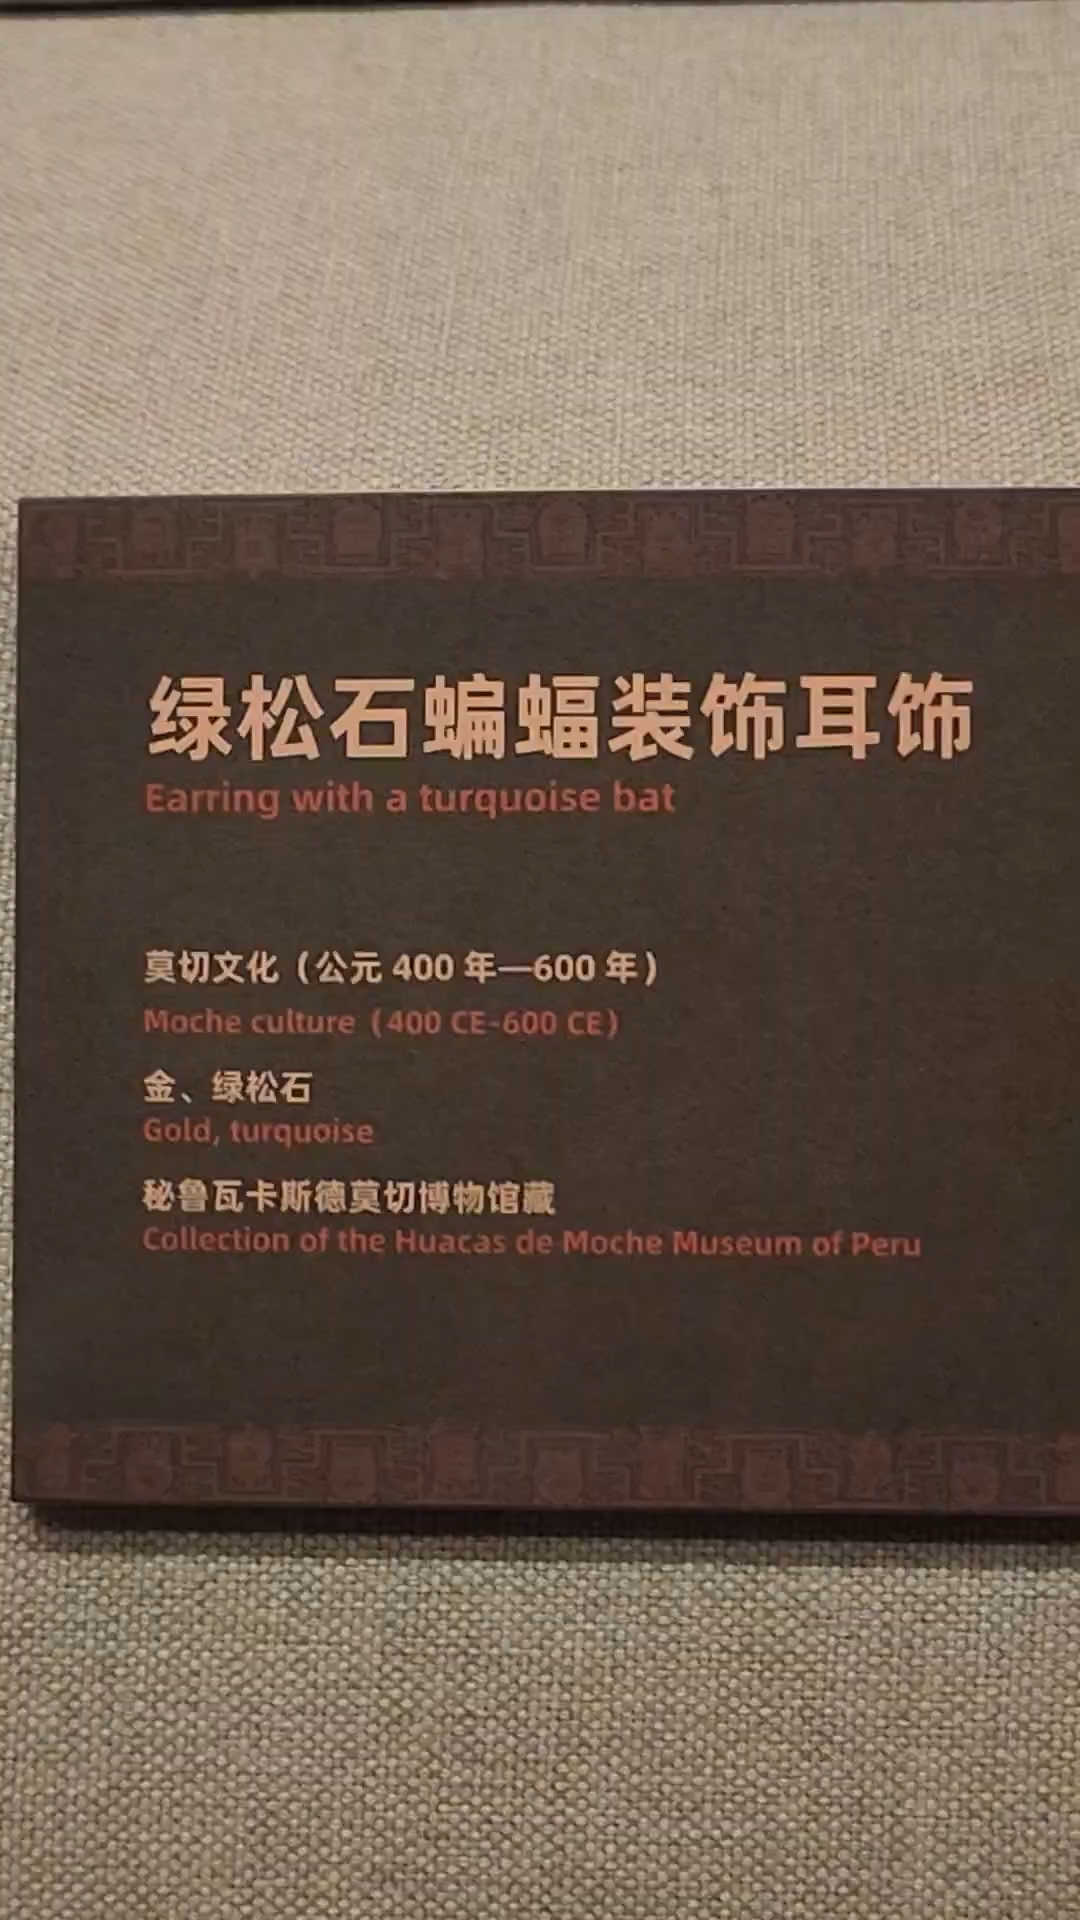 绿松石蝙蝠装饰耳饰
Earring with a turquoise bat
莫切文化（公元 400 年—600 年）
Moche culture (400 CE-600 CE)
金、绿松石
Gold, turquoise
秘鲁瓦卡斯德莫切博物馆藏
Collection of the Huacas de Moche Museum of Peru